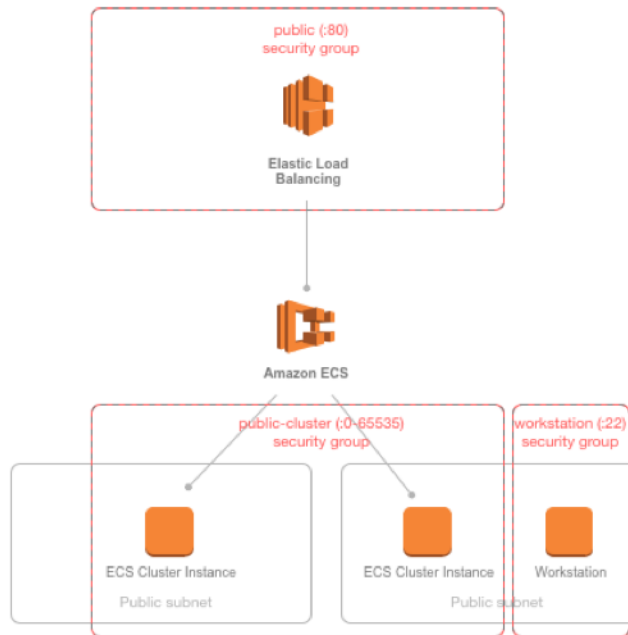 public (:80)
security group
Elastic Load
Balancing
Amazon ECS
public-cluster (:0-65535)
security group
workstation (:22)
security group
ECS Cluster Instance
ECS Cluster Instance
Workstation
Public subnet
Public subnet